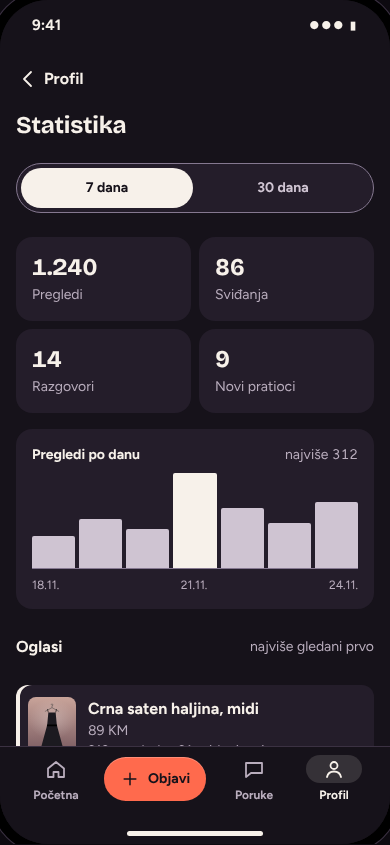 9:41
Profil
Statistika
7 dana
30 dana
1.240
Pregledi
86
Sviđanja
14
Razgovori
9
Novi pratioci
Pregledi po danu
najviše 312
18.11.
21.11.
24.11.
Oglasi
najviše gledani prvo
Crna saten haljina, midi
89 KM
Početna
Objavi
Poruke
Profil